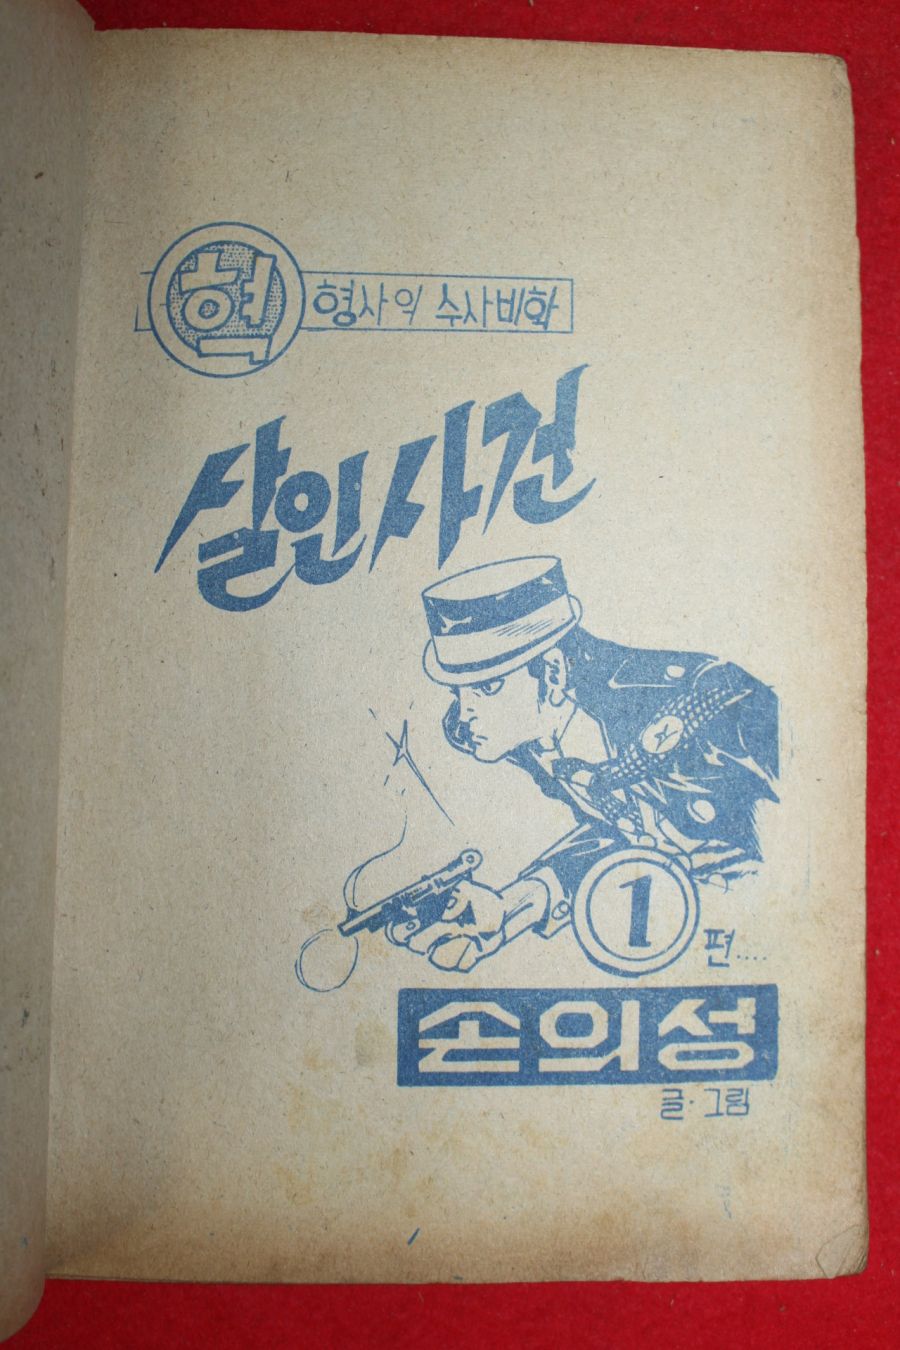 혁 형사의 수사비화
살인사건
1 편....
손의성
글·그림